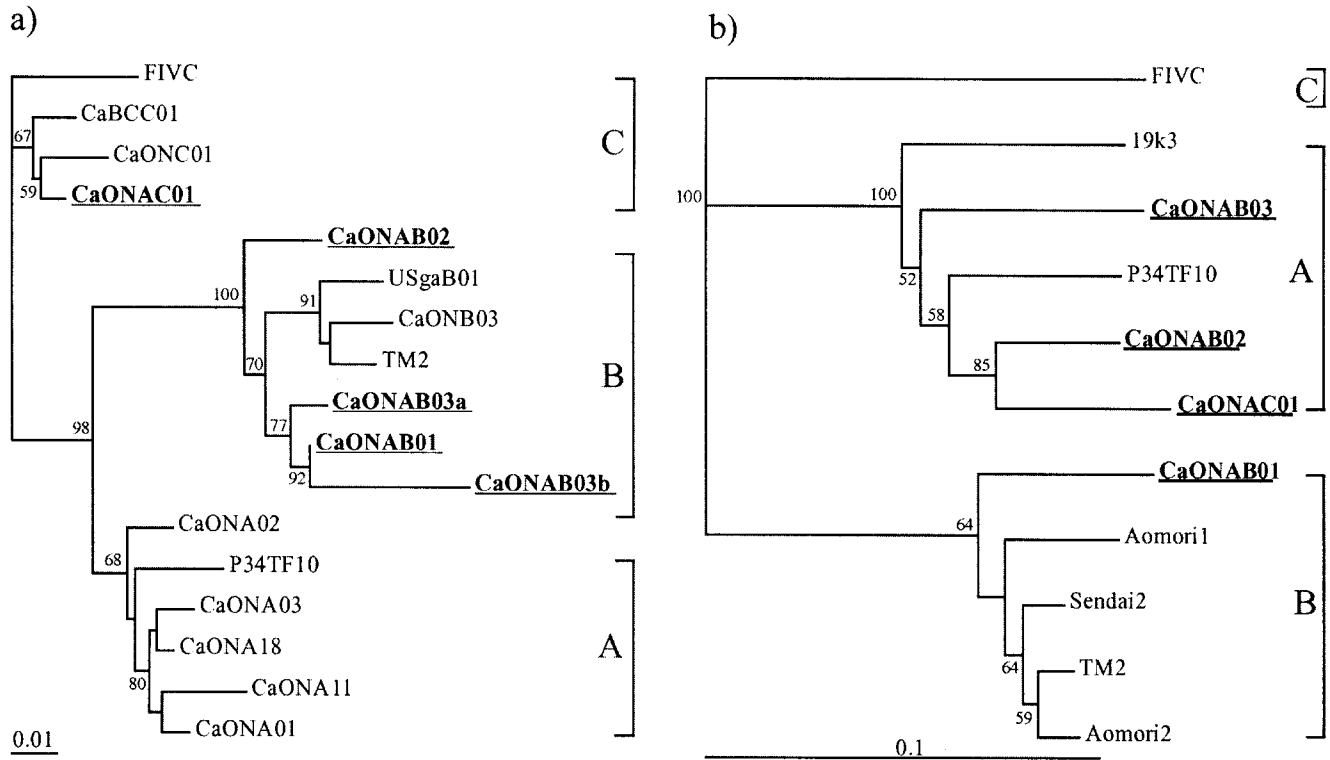 a)
FIVC
CaBCC01
67
CaONC01
59
CaONAC01
C
CaONAB02
USgaB01
91
100
CaONB03
TM2
70
B
CaONAB03a
77
CaONAB01
98
92
CaONAB03b
CaONA02
68
P34TF10
CaONA03
CaONA18
A
80
CaONA11
CaONA01
0.01
b)
FIVC
C
19k3
100
100
CaONAB03
52
P34TF10
A
58
CaONAB02
85
CaONAC01
CaONAB01
64
Aomori1
Sendai2
B
64
TM2
59
Aomori2
0.1